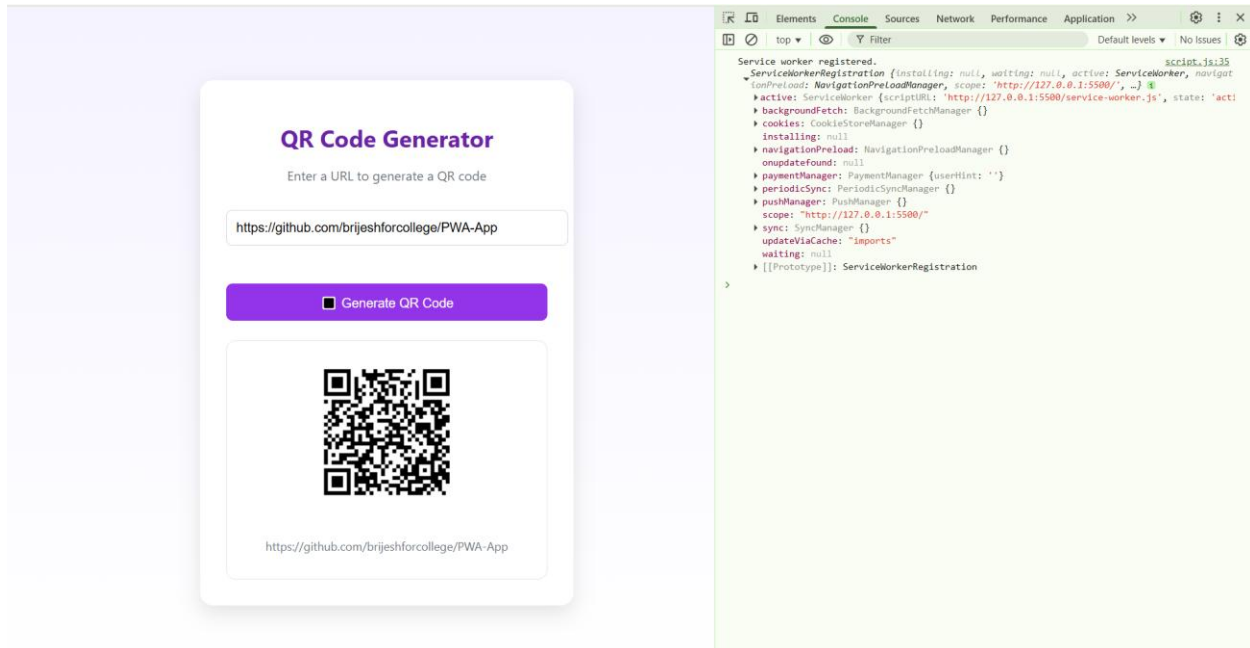 QR Code Generator
Enter a URL to generate a QR code
https://github.com/brijeshforcollege/PWA-App
Generate QR Code
https://github.com/brijeshforcollege/PWA-App
Elements Console Sources Network Performance Application
top Filter Default levels No Issues
Service worker registered. script.js:35
ServiceWorkerRegistration {installing: null, waiting: null, active: ServiceWorker, navigat
ionPreload: NavigationPreloadManager, scope: 'http://127.0.0.1:5500/', …} i
active: ServiceWorker {scriptURL: 'http://127.0.0.1:5500/service-worker.js', state: 'acti
backgroundFetch: BackgroundFetchManager {}
cookies: CookieStoreManager {}
installing: null
navigationPreload: NavigationPreloadManager {}
onupdatefound: null
paymentManager: PaymentManager {userHint: ''}
periodicSync: PeriodicSyncManager {}
pushManager: PushManager {}
scope: "http://127.0.0.1:5500/"
sync: SyncManager {}
updateViaCache: "imports"
waiting: null
[[Prototype]]: ServiceWorkerRegistration